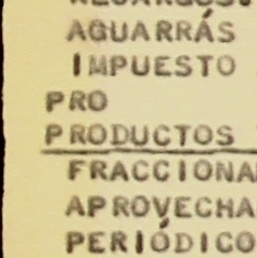 AGUARRÁS
IMPUESTO
PRO
PRODUCTOS
FRACCIONA
APROVECHA
PERIÓDICO